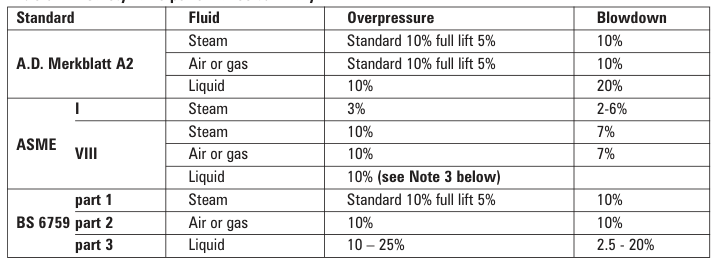 Standard Fluid Overpressure Blowdown
A.D. Merkblatt A2 Steam Standard 10% full lift 5% 10%
Air or gas Standard 10% full lift 5% 10%
Liquid 10% 20%
ASME I Steam 3% 2-6%
VIII Steam 10% 7%
Air or gas 10% 7%
Liquid 10% (see Note 3 below)
BS 6759 part 1 Steam Standard 10% full lift 5% 10%
part 2 Air or gas 10% 10%
part 3 Liquid 10 – 25% 2.5 - 20%